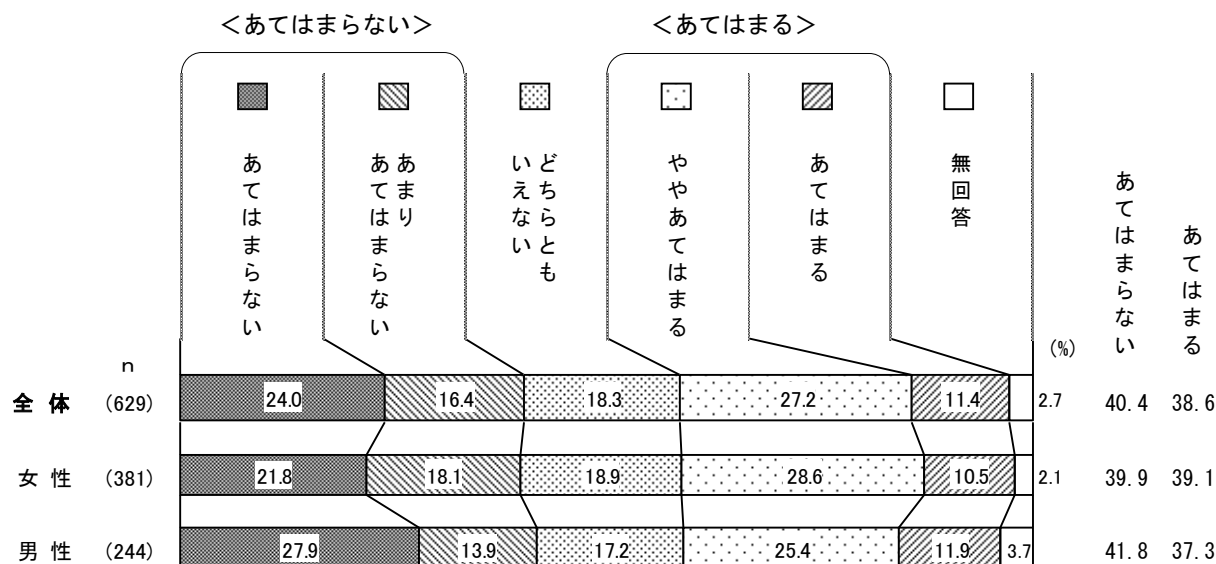 ＜あてはまらない＞ ＜あてはまる＞
あてはまらない
あまり
あてはまらない
どちらとも
いえない
ややあてはまる
あてはまる
無回答
あてはまらない
あてはまる
(%)
n
全 体 (629) 24.0 16.4 18.3 27.2 11.4 2.7 40.4 38.6
女 性 (381) 21.8 18.1 18.9 28.6 10.5 2.1 39.9 39.1
男 性 (244) 27.9 13.9 17.2 25.4 11.9 3.7 41.8 37.3